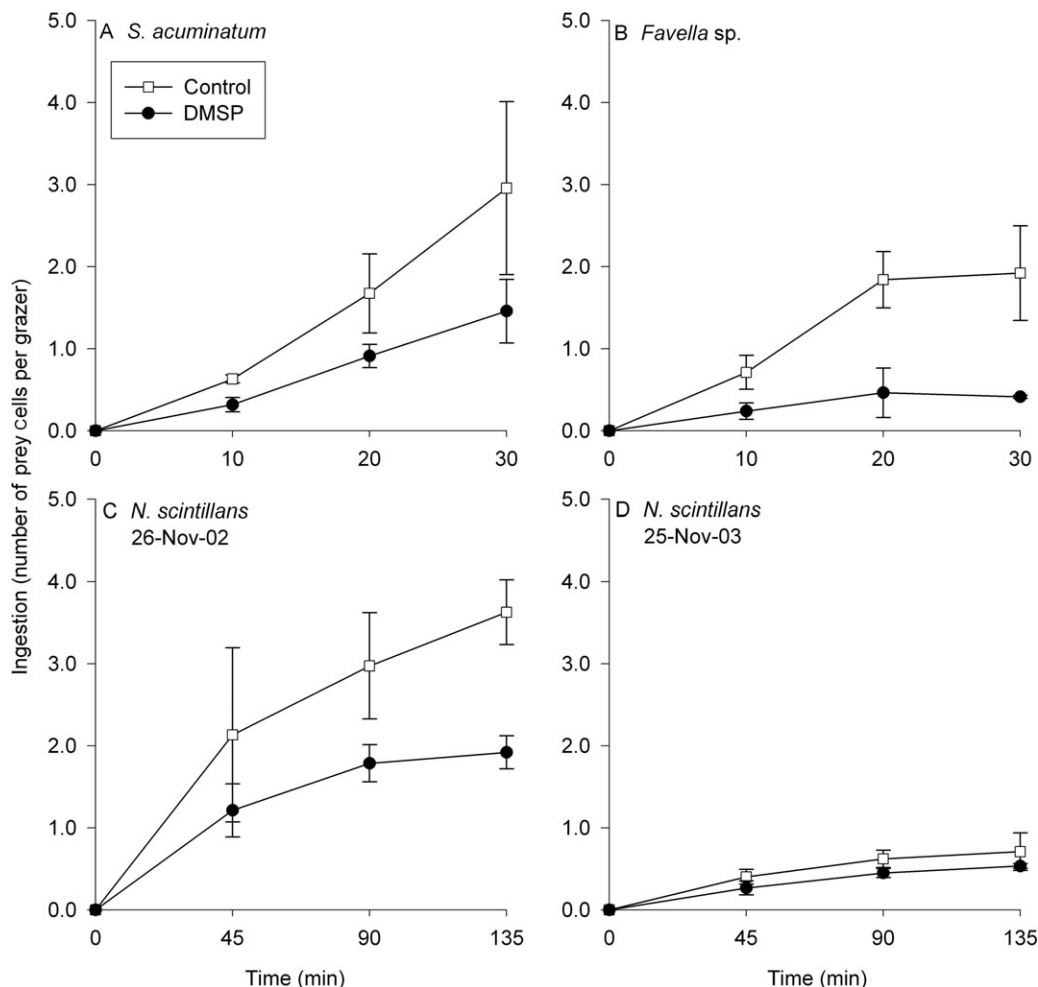 A S. acuminatum
Control
DMSP
5.0
4.0
3.0
2.0
1.0
0.0
0 10 20 30
B Favella sp.
5.0
4.0
3.0
2.0
1.0
0.0
0 10 20 30
Ingestion (number of prey cells per grazer)
C N. scintillans
26-Nov-02
5.0
4.0
3.0
2.0
1.0
0.0
0 45 90 135
Time (min)
D N. scintillans
25-Nov-03
5.0
4.0
3.0
2.0
1.0
0.0
0 45 90 135
Time (min)